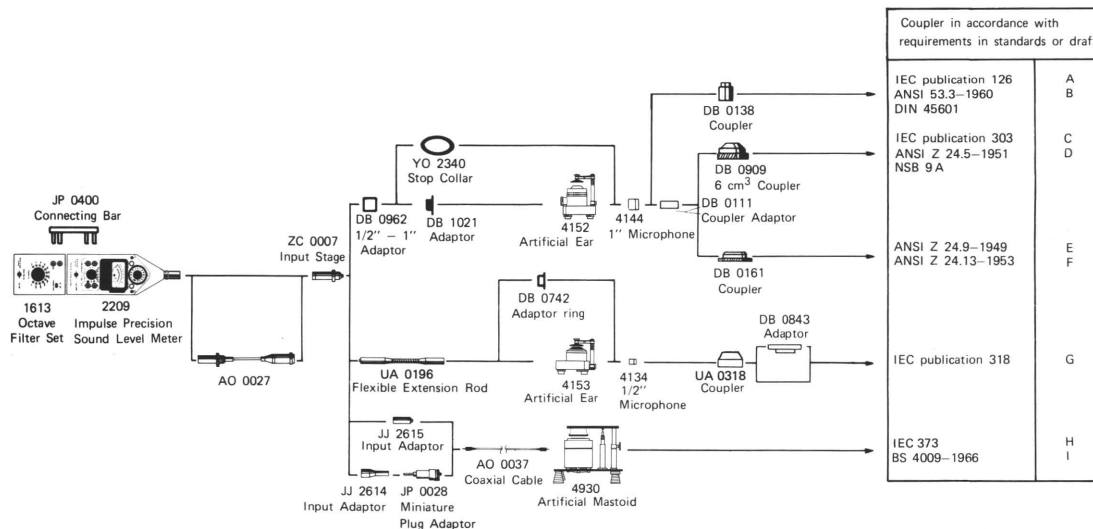 Coupler in accordance with
requirements in standards or draft
IEC publication 126 A
ANSI 53.3–1960 B
DIN 45601
DB 0138
Coupler
IEC publication 303 C
ANSI Z 24.5–1951 D
NSB 9 A
YO 2340
Stop Collar
DB 0909
6 cm³ Coupler
JP 0400
Connecting Bar
DB 0962
1/2" – 1"
Adaptor
DB 1021
Adaptor
4152
Artificial Ear
4144
1" Microphone
DB 0111
Coupler Adaptor
ZC 0007
Input Stage
ANSI Z 24.9–1949 E
ANSI Z 24.13–1953 F
DB 0161
Coupler
1613
Octave
Filter Set
2209
Impulse Precision
Sound Level Meter
DB 0742
Adaptor ring
DB 0843
Adaptor
AO 0027
UA 0196
Flexible Extension Rod
4153
Artificial Ear
4134
1/2"
Microphone
UA 0318
Coupler
IEC publication 318 G
JJ 2615
Input Adaptor
AO 0037
Coaxial Cable
IEC 373 H
BS 4009–1966 I
JJ 2614
Input Adaptor
JP 0028
Miniature
Plug Adaptor
4930
Artificial Mastoid